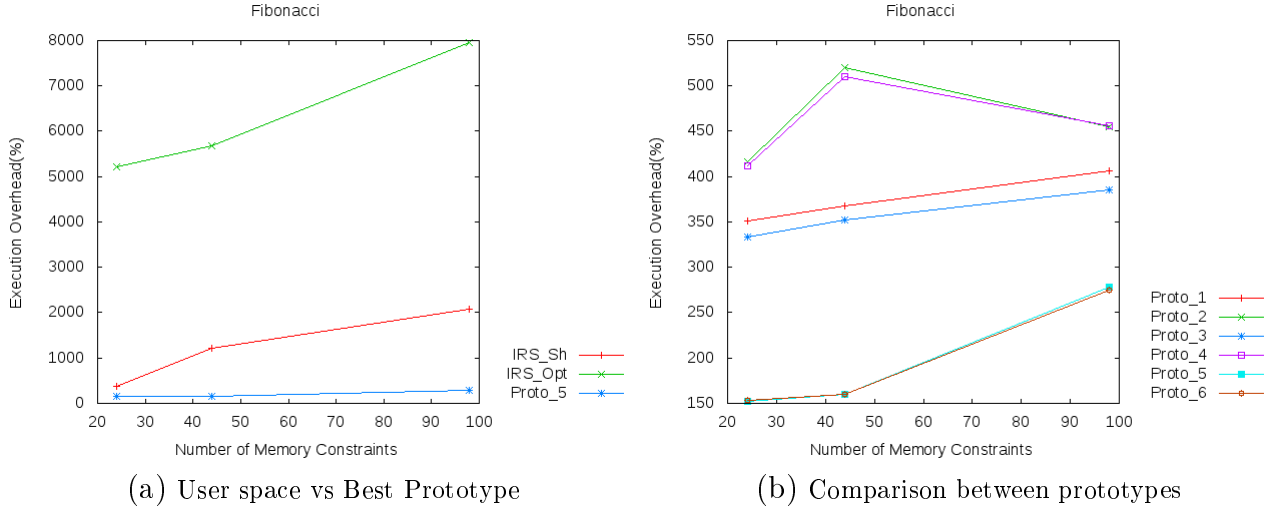 Fibonacci
8000
7000
6000
5000
4000
3000
2000
1000
0
Execution Overhead(%)
20 30 40 50 60 70 80 90 100
Number of Memory Constraints
IRS_Sh
IRS_Opt
Proto_5
(a) User space vs Best Prototype
Fibonacci
550
500
450
400
350
300
250
200
150
Execution Overhead(%)
20 30 40 50 60 70 80 90 100
Number of Memory Constraints
Proto_1
Proto_2
Proto_3
Proto_4
Proto_5
Proto_6
(b) Comparison between prototypes